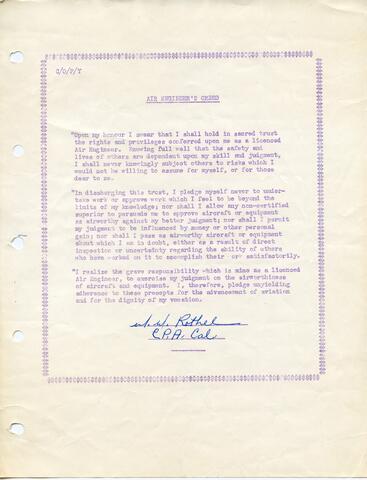 C/O/P/Y
AIR ENGINEER'S CREED
"Upon my honour I swear that I shall hold in sacred trust
the rights and privileges conferred upon me as a licenced
Air Engineer. Knowing full well that the safety and
lives of others are dependent upon my skill and judgment,
I shall never knowingly subject others to risks which I
would not be willing to assume for myself, or for those
dear to me.
"In discharging this trust, I pledge myself never to under-
take work or approve work which I feel to be beyond the
limits of my knowledge; nor shall I allow any non-certified
superior to persuade me to approve aircraft or equipment
as airworthy against my better judgment; nor shall I permit
my judgment to be influenced by money or other personal
gain; nor shall I pass as airworthy aircraft or equipment
about which I am in doubt, either as a result of direct
inspection or uncertainty regarding the ability of others
who have worked on it to accomplish their work satisfactorily.
"I realize the grave responsibility which is mine as a licenced
Air Engineer, to exercise my judgment on the airworthiness
of aircraft and equipment. I, therefore, pledge unyielding
adherence to these precepts for the advancement of aviation
and for the dignity of my vocation.
W.W. Rothel
C.P.A. Cal